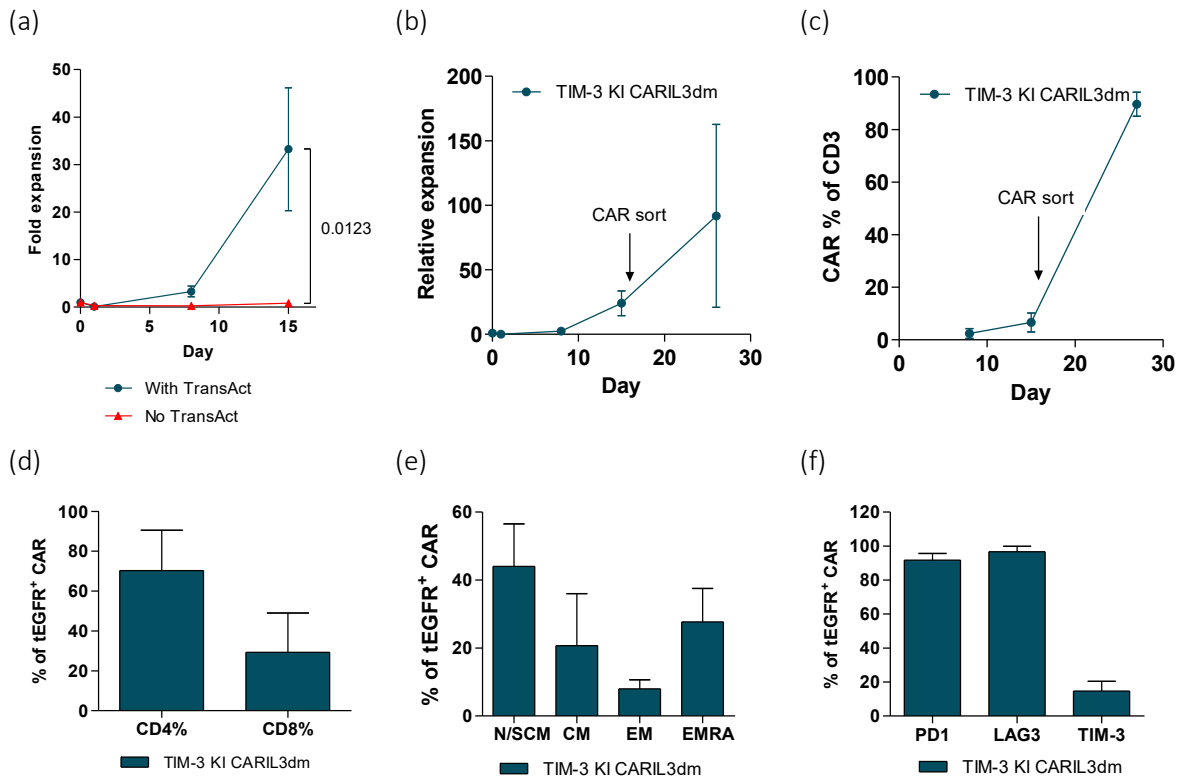 (a)
50
40
30
20
10
0
Fold expansion
0.0123
0 5 10 15
Day
With TransAct
No TransAct
(b)
200
150
100
50
0
Relative expansion
TIM-3 KI CARIL3dm
CAR sort
0 10 20 30
Day
(c)
100
80
60
40
20
0
CAR % of CD3
TIM-3 KI CARIL3dm
CAR sort
0 10 20 30
Day
(d)
100
80
60
40
20
0
% of tEGFR⁺ CAR
CD4% CD8%
TIM-3 KI CARIL3dm
(e)
60
40
20
0
% of tEGFR⁺ CAR
N/SCM CM EM EMRA
TIM-3 KI CARIL3dm
(f)
120
100
80
60
40
20
0
% of tEGFR⁺ CAR
PD1 LAG3 TIM-3
TIM-3 KI CARIL3dm